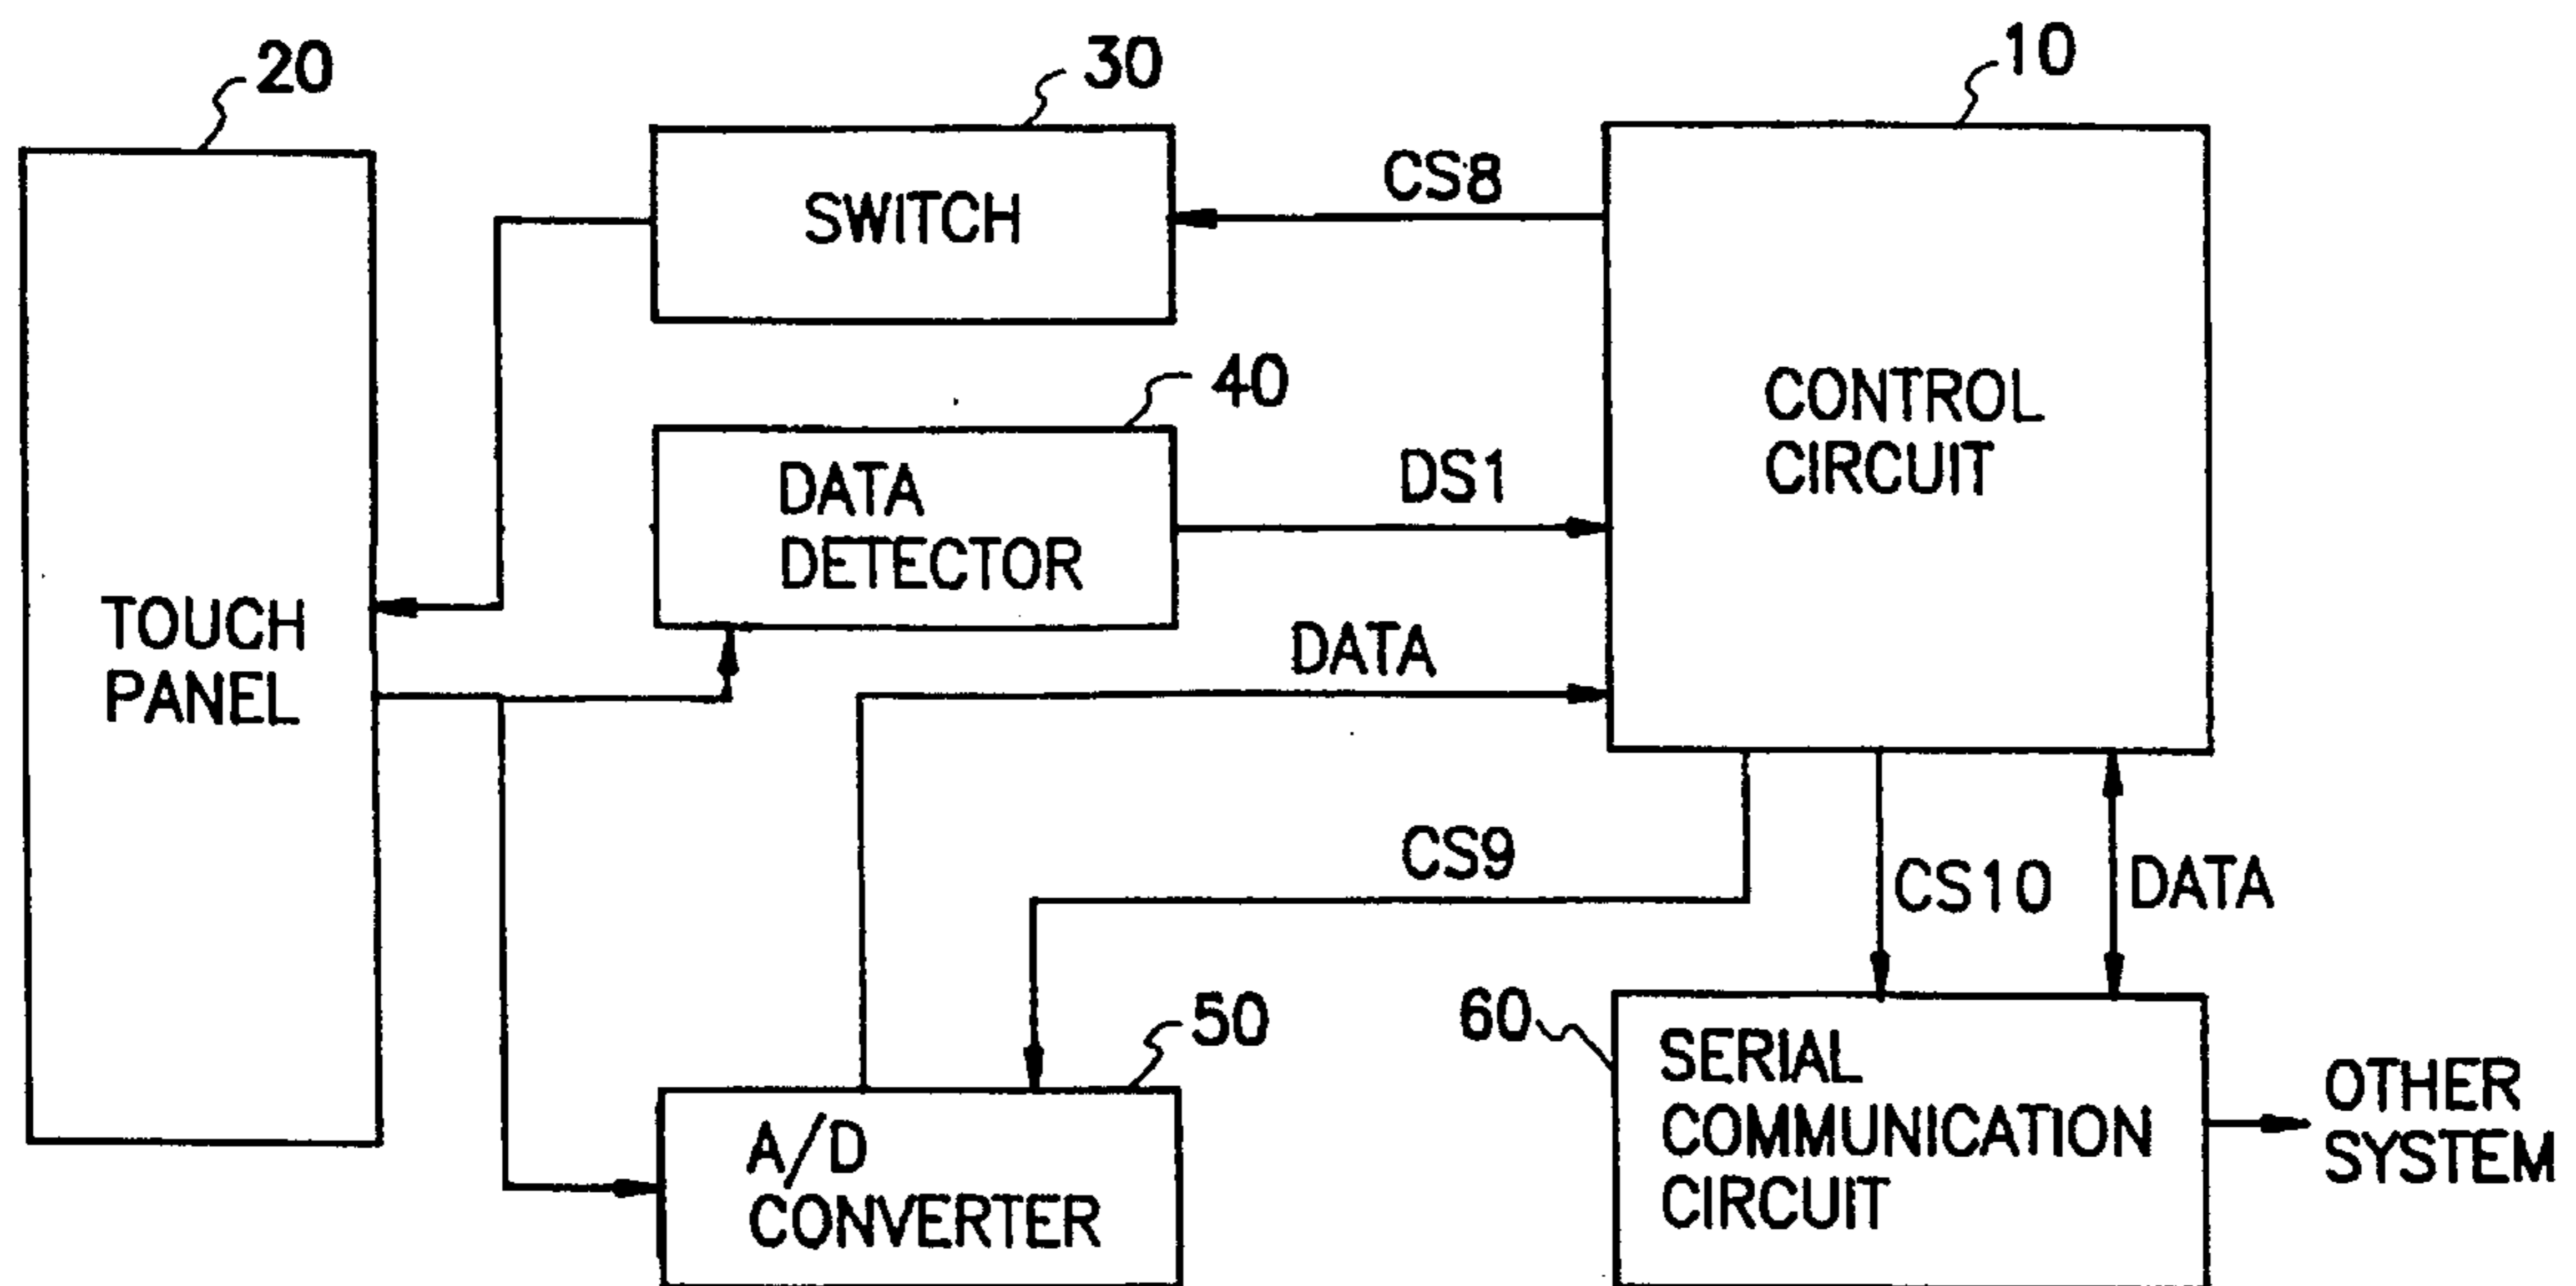 20
30
10
SWITCH
CS8
CONTROL
CIRCUIT
40
DATA
DETECTOR
DS1
TOUCH
PANEL
DATA
CS9
CS10
DATA
50
60
A/D
CONVERTER
SERIAL
COMMUNICATION
CIRCUIT
OTHER
SYSTEM